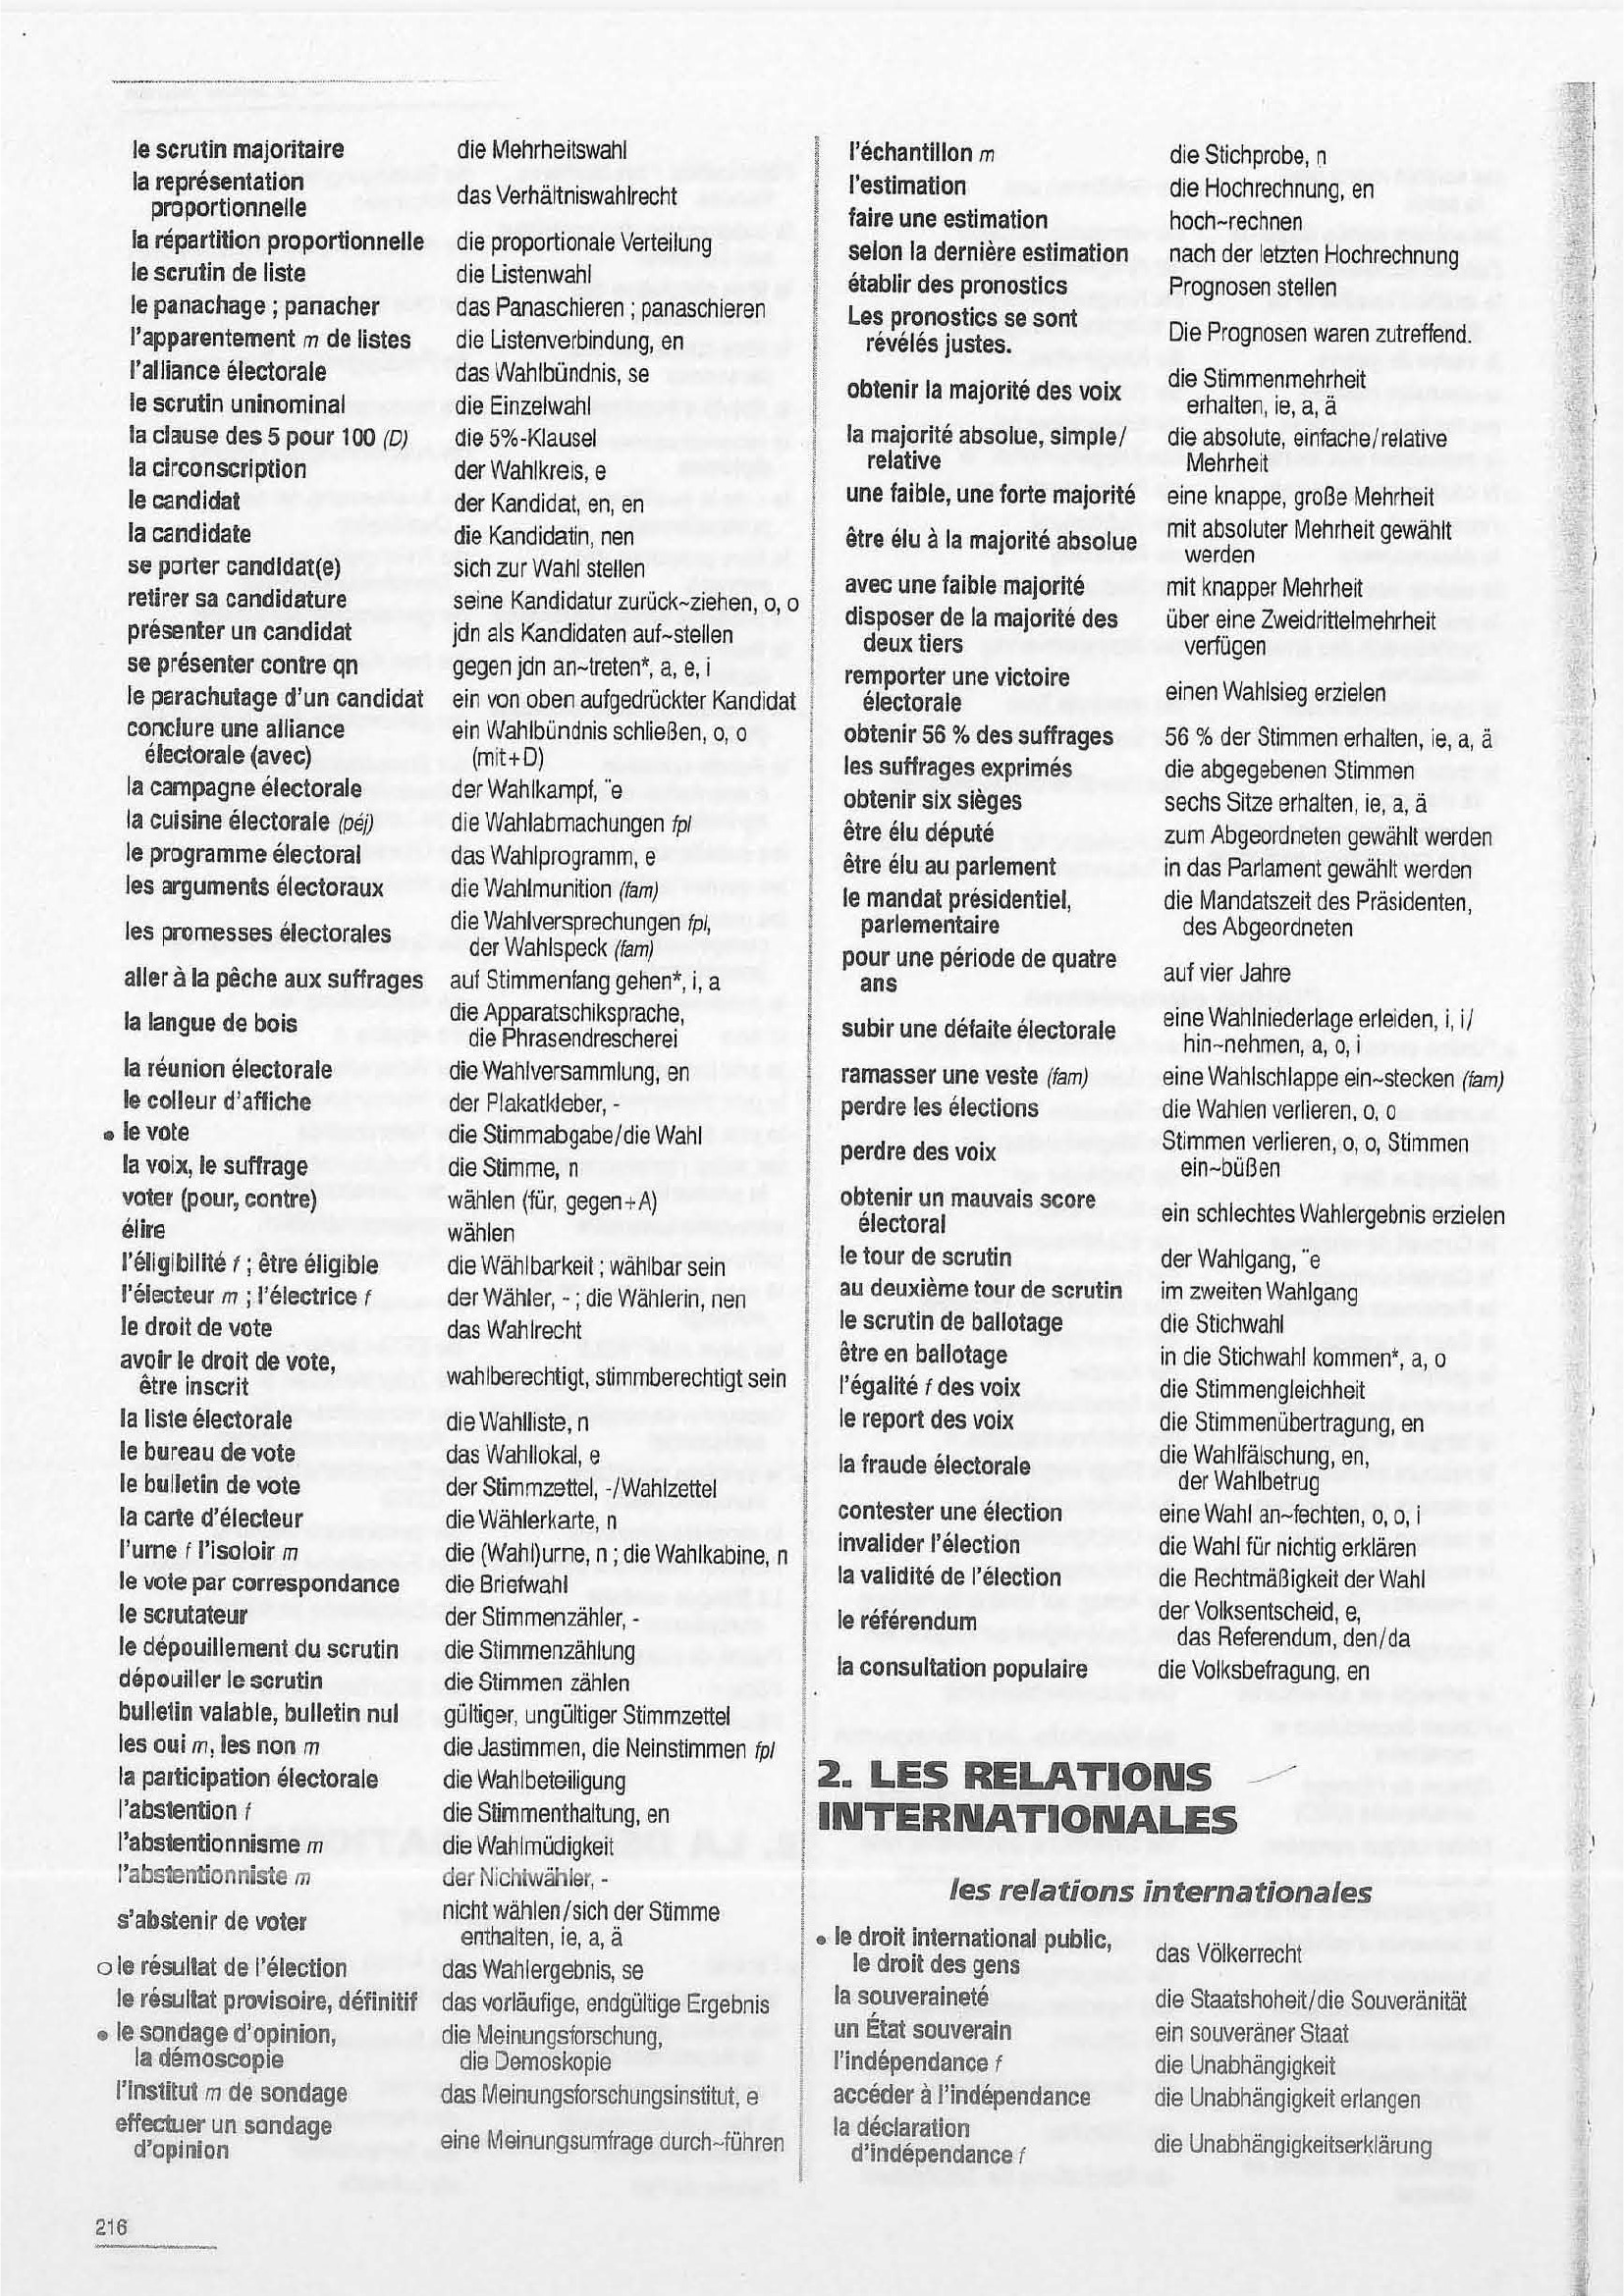 le scrutin majoritaire die Mehrheitswahl
la représentation
proportionnelle das Verhältniswahlrecht
la répartition proportionnelle die proportionale Verteilung
le scrutin de liste die Listenwahl
le panachage ; panacher das Panaschieren ; panaschieren
l'apparentement m de listes die Listenverbindung, en
l'alliance électorale das Wahlbündnis, se
le scrutin uninominal die Einzelwahl
la clause des 5 pour 100 (D) die 5%-Klausel
la circonscription der Wahlkreis, e
le candidat der Kandidat, en, en
la candidate die Kandidatin, nen
se porter candidat(e) sich zur Wahl stellen
retirer sa candidature seine Kandidatur zurück~ziehen, o, o
présenter un candidat jdn als Kandidaten auf~stellen
se présenter contre qn gegen jdn an~treten*, a, e, i
le parachutage d'un candidat ein von oben aufgedrückter Kandidat
conclure une alliance ein Wahlbündnis schließen, o, o
électorale (avec) (mit+D)
la campagne électorale der Wahlkampf, ¨e
la cuisine électorale (péj) die Wahlabmachungen fpl
le programme électoral das Wahlprogramm, e
les arguments électoraux die Wahlmunition (fam)
les promesses électorales die Wahlversprechungen fpl,
der Wahlspeck (fam)
aller à la pêche aux suffrages auf Stimmenfang gehen*, i, a
la langue de bois die Apparatschiksprache,
die Phrasendrescherei
la réunion électorale die Wahlversammlung, en
le colleur d'affiche der Plakatkleber, -
• le vote die Stimmabgabe/die Wahl
la voix, le suffrage die Stimme, n
voter (pour, contre) wählen (für, gegen+A)
élire wählen
l'éligibilité f ; être éligible die Wählbarkeit ; wählbar sein
l'électeur m ; l'électrice f der Wähler, - ; die Wählerin, nen
le droit de vote das Wahlrecht
avoir le droit de vote,
être inscrit wahlberechtigt, stimmberechtigt sein
la liste électorale die Wahlliste, n
le bureau de vote das Wahllokal, e
le bulletin de vote der Stimmzettel, -/Wahlzettel
la carte d'électeur die Wählerkarte, n
l'urne f l'isoloir m die (Wahl)urne, n ; die Wahlkabine, n
le vote par correspondance die Briefwahl
le scrutateur der Stimmenzähler, -
le dépouillement du scrutin die Stimmenzählung
dépouiller le scrutin die Stimmen zählen
bulletin valable, bulletin nul gültiger, ungültiger Stimmzettel
les oui m, les non m die Jastimmen, die Neinstimmen fpl
la participation électorale die Wahlbeteiligung
l'abstention f die Stimmenthaltung, en
l'abstentionnisme m die Wahlmüdigkeit
l'abstentionniste m der Nichtwähler, -
s'abstenir de voter nicht wählen/sich der Stimme
enthalten, ie, a, ä
o le résultat de l'élection das Wahlergebnis, se
le résultat provisoire, définitif das vorläufige, endgültige Ergebnis
• le sondage d'opinion, die Meinungsforschung,
la démoscopie die Demoskopie
l'institut m de sondage das Meinungsforschungsinstitut, e
effectuer un sondage
d'opinion eine Meinungsumfrage durch~führen
216
l'échantillon m die Stichprobe, n
l'estimation die Hochrechnung, en
faire une estimation hoch~rechnen
selon la dernière estimation nach der letzten Hochrechnung
établir des pronostics Prognosen stellen
Les pronostics se sont
révélés justes. Die Prognosen waren zutreffend.
obtenir la majorité des voix die Stimmenmehrheit
erhalten, ie, a, ä
la majorité absolue, simple/ die absolute, einfache/relative
relative Mehrheit
une faible, une forte majorité eine knappe, große Mehrheit
être élu à la majorité absolue mit absoluter Mehrheit gewählt
werden
avec une faible majorité mit knapper Mehrheit
disposer de la majorité des über eine Zweidrittelmehrheit
deux tiers verfügen
remporter une victoire
électorale einen Wahlsieg erzielen
obtenir 56 % des suffrages 56 % der Stimmen erhalten, ie, a, ä
les suffrages exprimés die abgegebenen Stimmen
obtenir six sièges sechs Sitze erhalten, ie, a, ä
être élu député zum Abgeordneten gewählt werden
être élu au parlement in das Parlament gewählt werden
le mandat présidentiel, die Mandatszeit des Präsidenten,
parlementaire des Abgeordneten
pour une période de quatre
ans auf vier Jahre
subir une défaite électorale eine Wahlniederlage erleiden, i, i/
hin~nehmen, a, o, i
ramasser une veste (fam) eine Wahlschlappe ein~stecken (fam)
perdre les élections die Wahlen verlieren, o, o
perdre des voix Stimmen verlieren, o, o, Stimmen
ein~büßen
obtenir un mauvais score
électoral ein schlechtes Wahlergebnis erzielen
le tour de scrutin der Wahlgang, ¨e
au deuxième tour de scrutin im zweiten Wahlgang
le scrutin de ballotage die Stichwahl
être en ballotage in die Stichwahl kommen*, a, o
l'égalité f des voix die Stimmengleichheit
le report des voix die Stimmenübertragung, en
la fraude électorale die Wahlfälschung, en,
der Wahlbetrug
contester une élection eine Wahl an~fechten, o, o, i
invalider l'élection die Wahl für nichtig erklären
la validité de l'élection die Rechtmäßigkeit der Wahl
le référendum der Volksentscheid, e,
das Referendum, den/da
la consultation populaire die Volksbefragung, en
2. LES RELATIONS
INTERNATIONALES
les relations internationales
• le droit international public,
le droit des gens das Völkerrecht
la souveraineté die Staatshoheit/die Souveränität
un État souverain ein souveräner Staat
l'indépendance f die Unabhängigkeit
accéder à l'indépendance die Unabhängigkeit erlangen
la déclaration
d'indépendance f die Unabhängigkeitserklärung